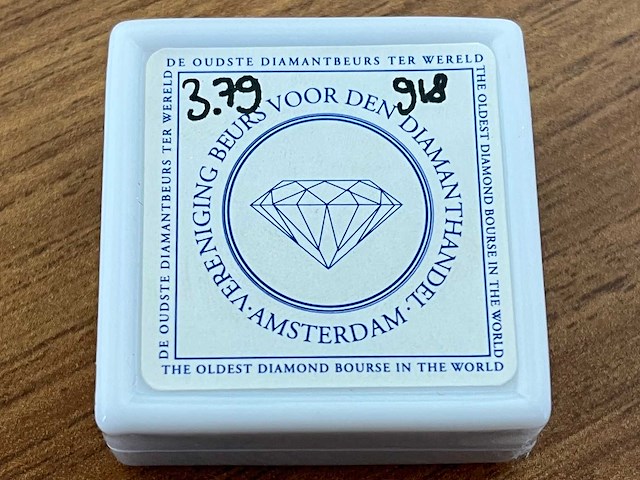 DE OUDSTE DIAMANTBEURS TER WERELD
3.79
918
VERENIGING BEURS VOOR DEN DIAMANTHANDEL
·AMSTERDAM·
DE OUDSTE DIAMANTBEURS TER WERELD
THE OLDEST DIAMOND BOURSE IN THE WORLD
THE OLDEST DIAMOND BOURSE IN THE WORLD